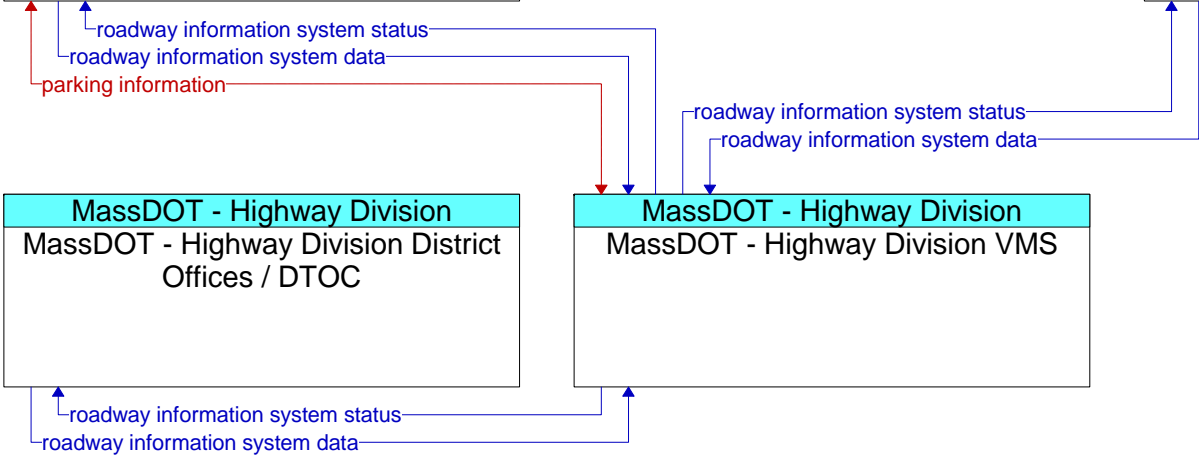 roadway information system status
roadway information system data
parking information
roadway information system status
roadway information system data
MassDOT - Highway Division
MassDOT - Highway Division District
Offices / DTOC
MassDOT - Highway Division
MassDOT - Highway Division VMS
roadway information system status
roadway information system data